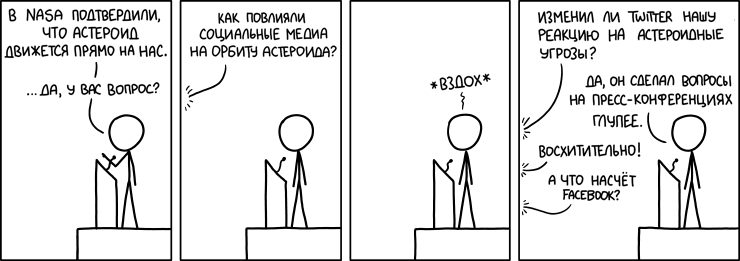 В NASA ПОДТВЕРДИЛИ,
ЧТО АСТЕРОИД
ДВИЖЕТСЯ ПРЯМО НА НАС.
...ДА, У ВАС ВОПРОС?
КАК ПОВЛИЯЛИ
СОЦИАЛЬНЫЕ МЕДИА
НА ОРБИТУ АСТЕРОИДА?
*ВЗДОХ*
ИЗМЕНИЛ ЛИ TWITTER НАШУ
РЕАКЦИЮ НА АСТЕРОИДНЫЕ
УГРОЗЫ?
ДА, ОН СДЕЛАЛ ВОПРОСЫ
НА ПРЕСС-КОНФЕРЕНЦИЯХ
ГЛУПЕЕ.
ВОСХИТИТЕЛЬНО!
А ЧТО НАСЧЁТ
FACEBOOK?